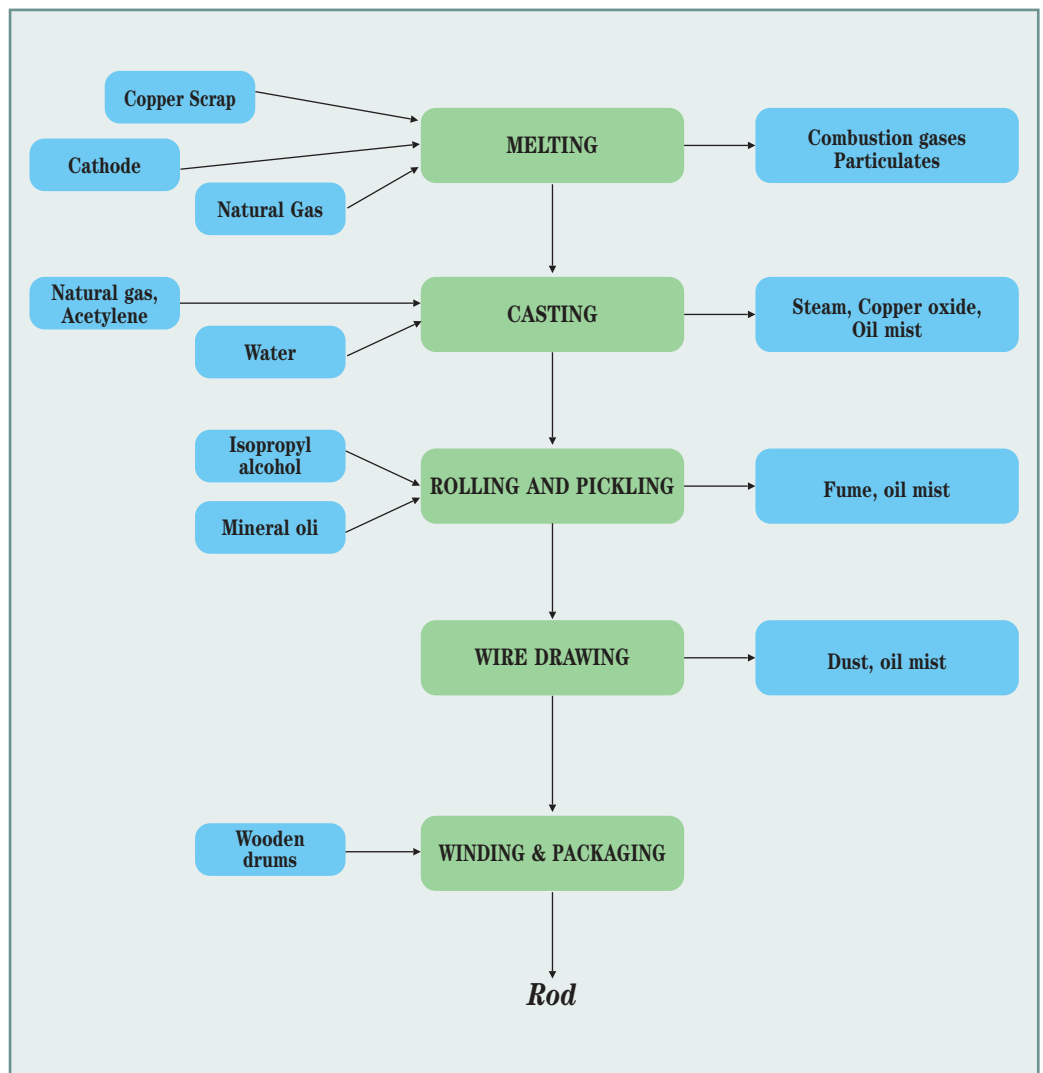 Copper Scrap
Cathode
Natural Gas
MELTING
Combustion gases
Particulates
Natural gas,
Acetylene
Water
CASTING
Steam, Copper oxide,
Oil mist
Isopropyl
alcohol
Mineral oli
ROLLING AND PICKLING
Fume, oil mist
WIRE DRAWING
Dust, oil mist
Wooden
drums
WINDING & PACKAGING
Rod